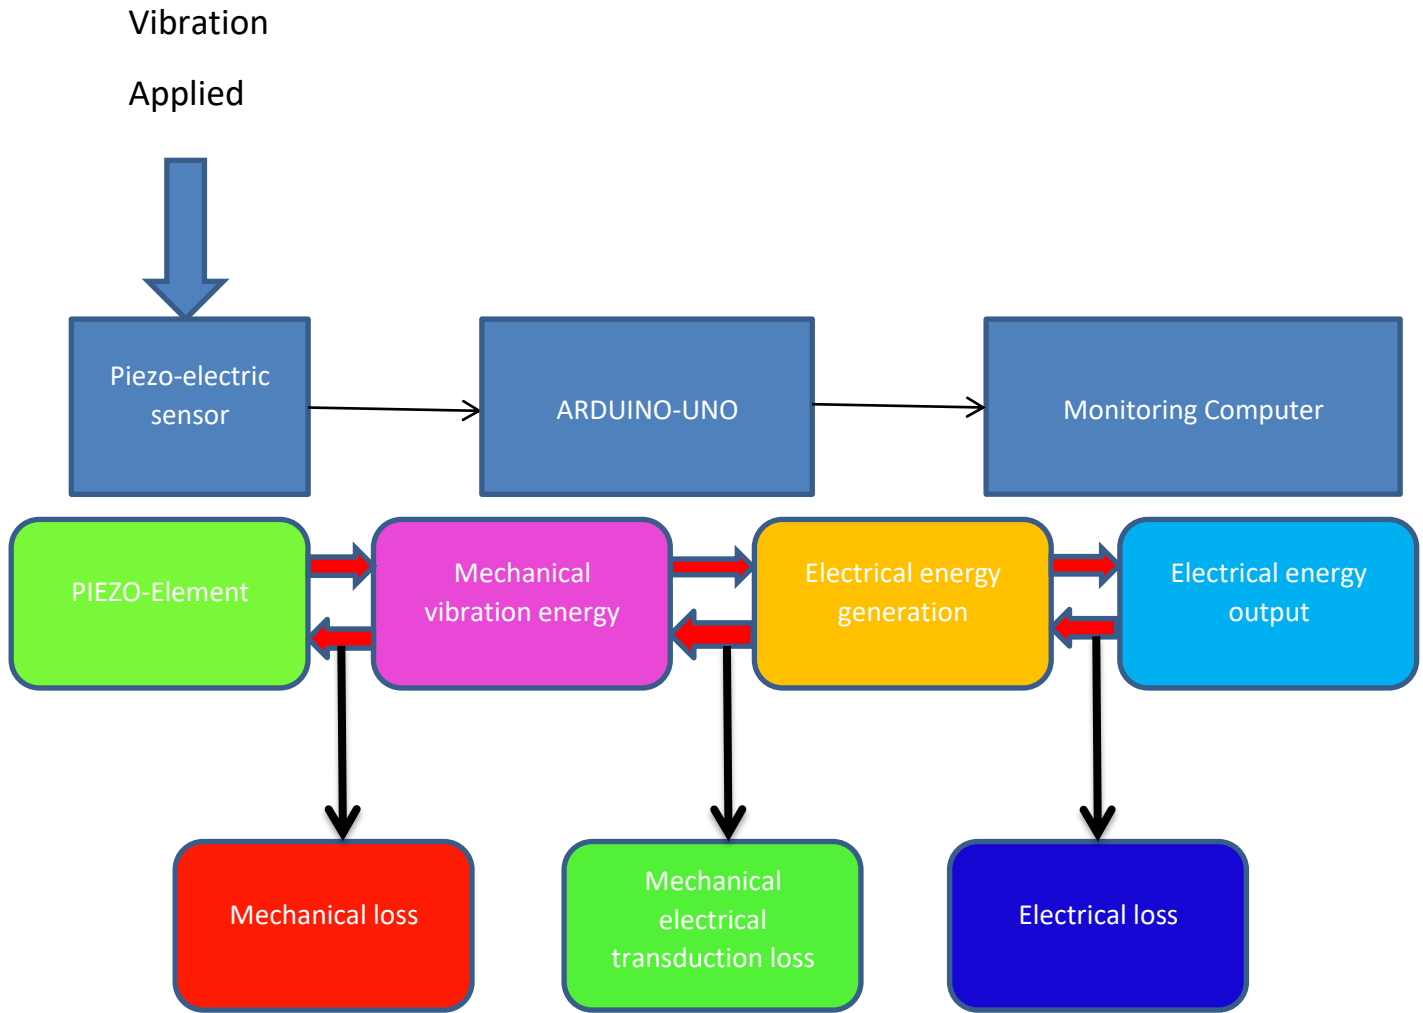 Vibration
Applied
Piezo-electric
sensor
ARDUINO-UNO
Monitoring Computer
PIEZO-Element
Mechanical
vibration energy
Electrical energy
generation
Electrical energy
output
Mechanical loss
Mechanical
electrical
transduction loss
Electrical loss